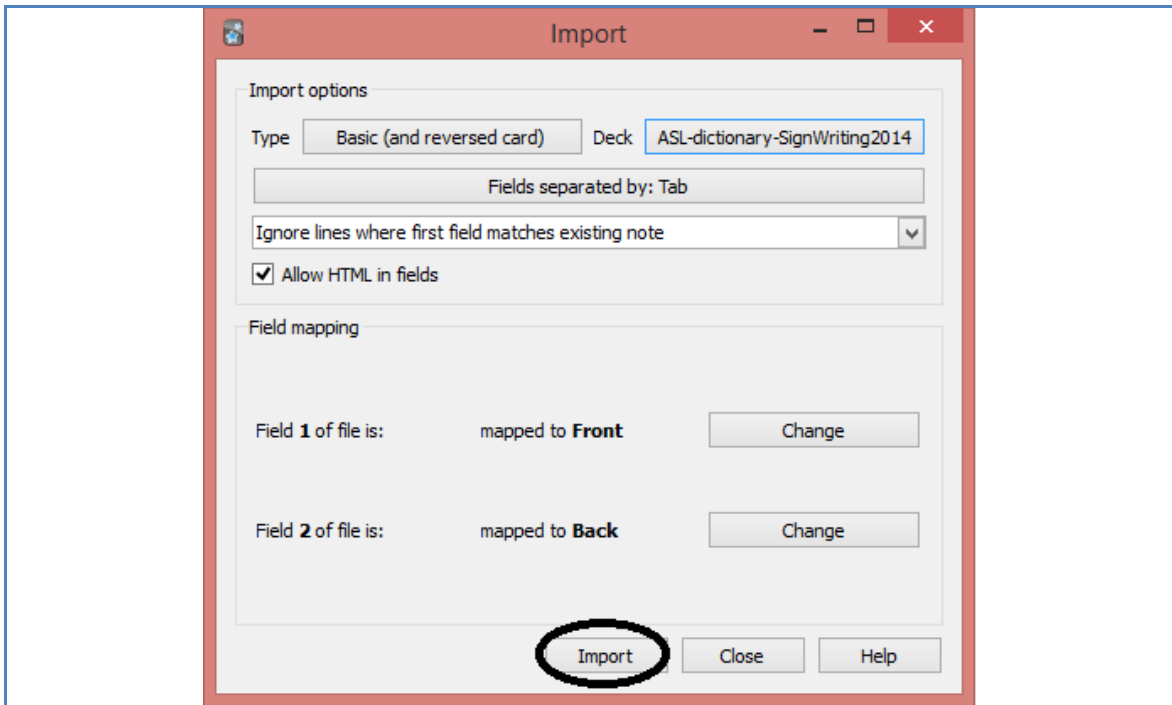 Import
Import options
Type Basic (and reversed card) Deck ASL-dictionary-SignWriting2014
Fields separated by: Tab
Ignore lines where first field matches existing note
Allow HTML in fields
Field mapping
Field 1 of file is: mapped to Front Change
Field 2 of file is: mapped to Back Change
Import Close Help